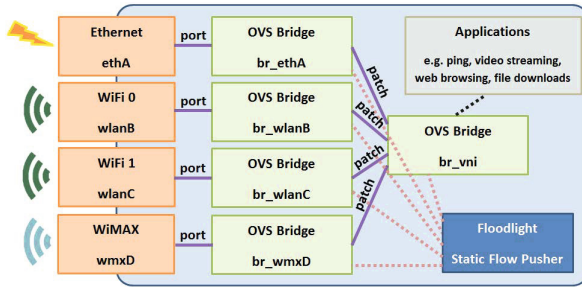 Ethernet
ethA
port
OVS Bridge
br_ethA
patch
Applications
e.g. ping, video streaming,
web browsing, file downloads
WiFi 0
wlanB
port
OVS Bridge
br_wlanB
patch
OVS Bridge
br_vni
WiFi 1
wlanC
port
OVS Bridge
br_wlanC
patch
WiMAX
wmxD
port
OVS Bridge
br_wmxD
patch
Floodlight
Static Flow Pusher